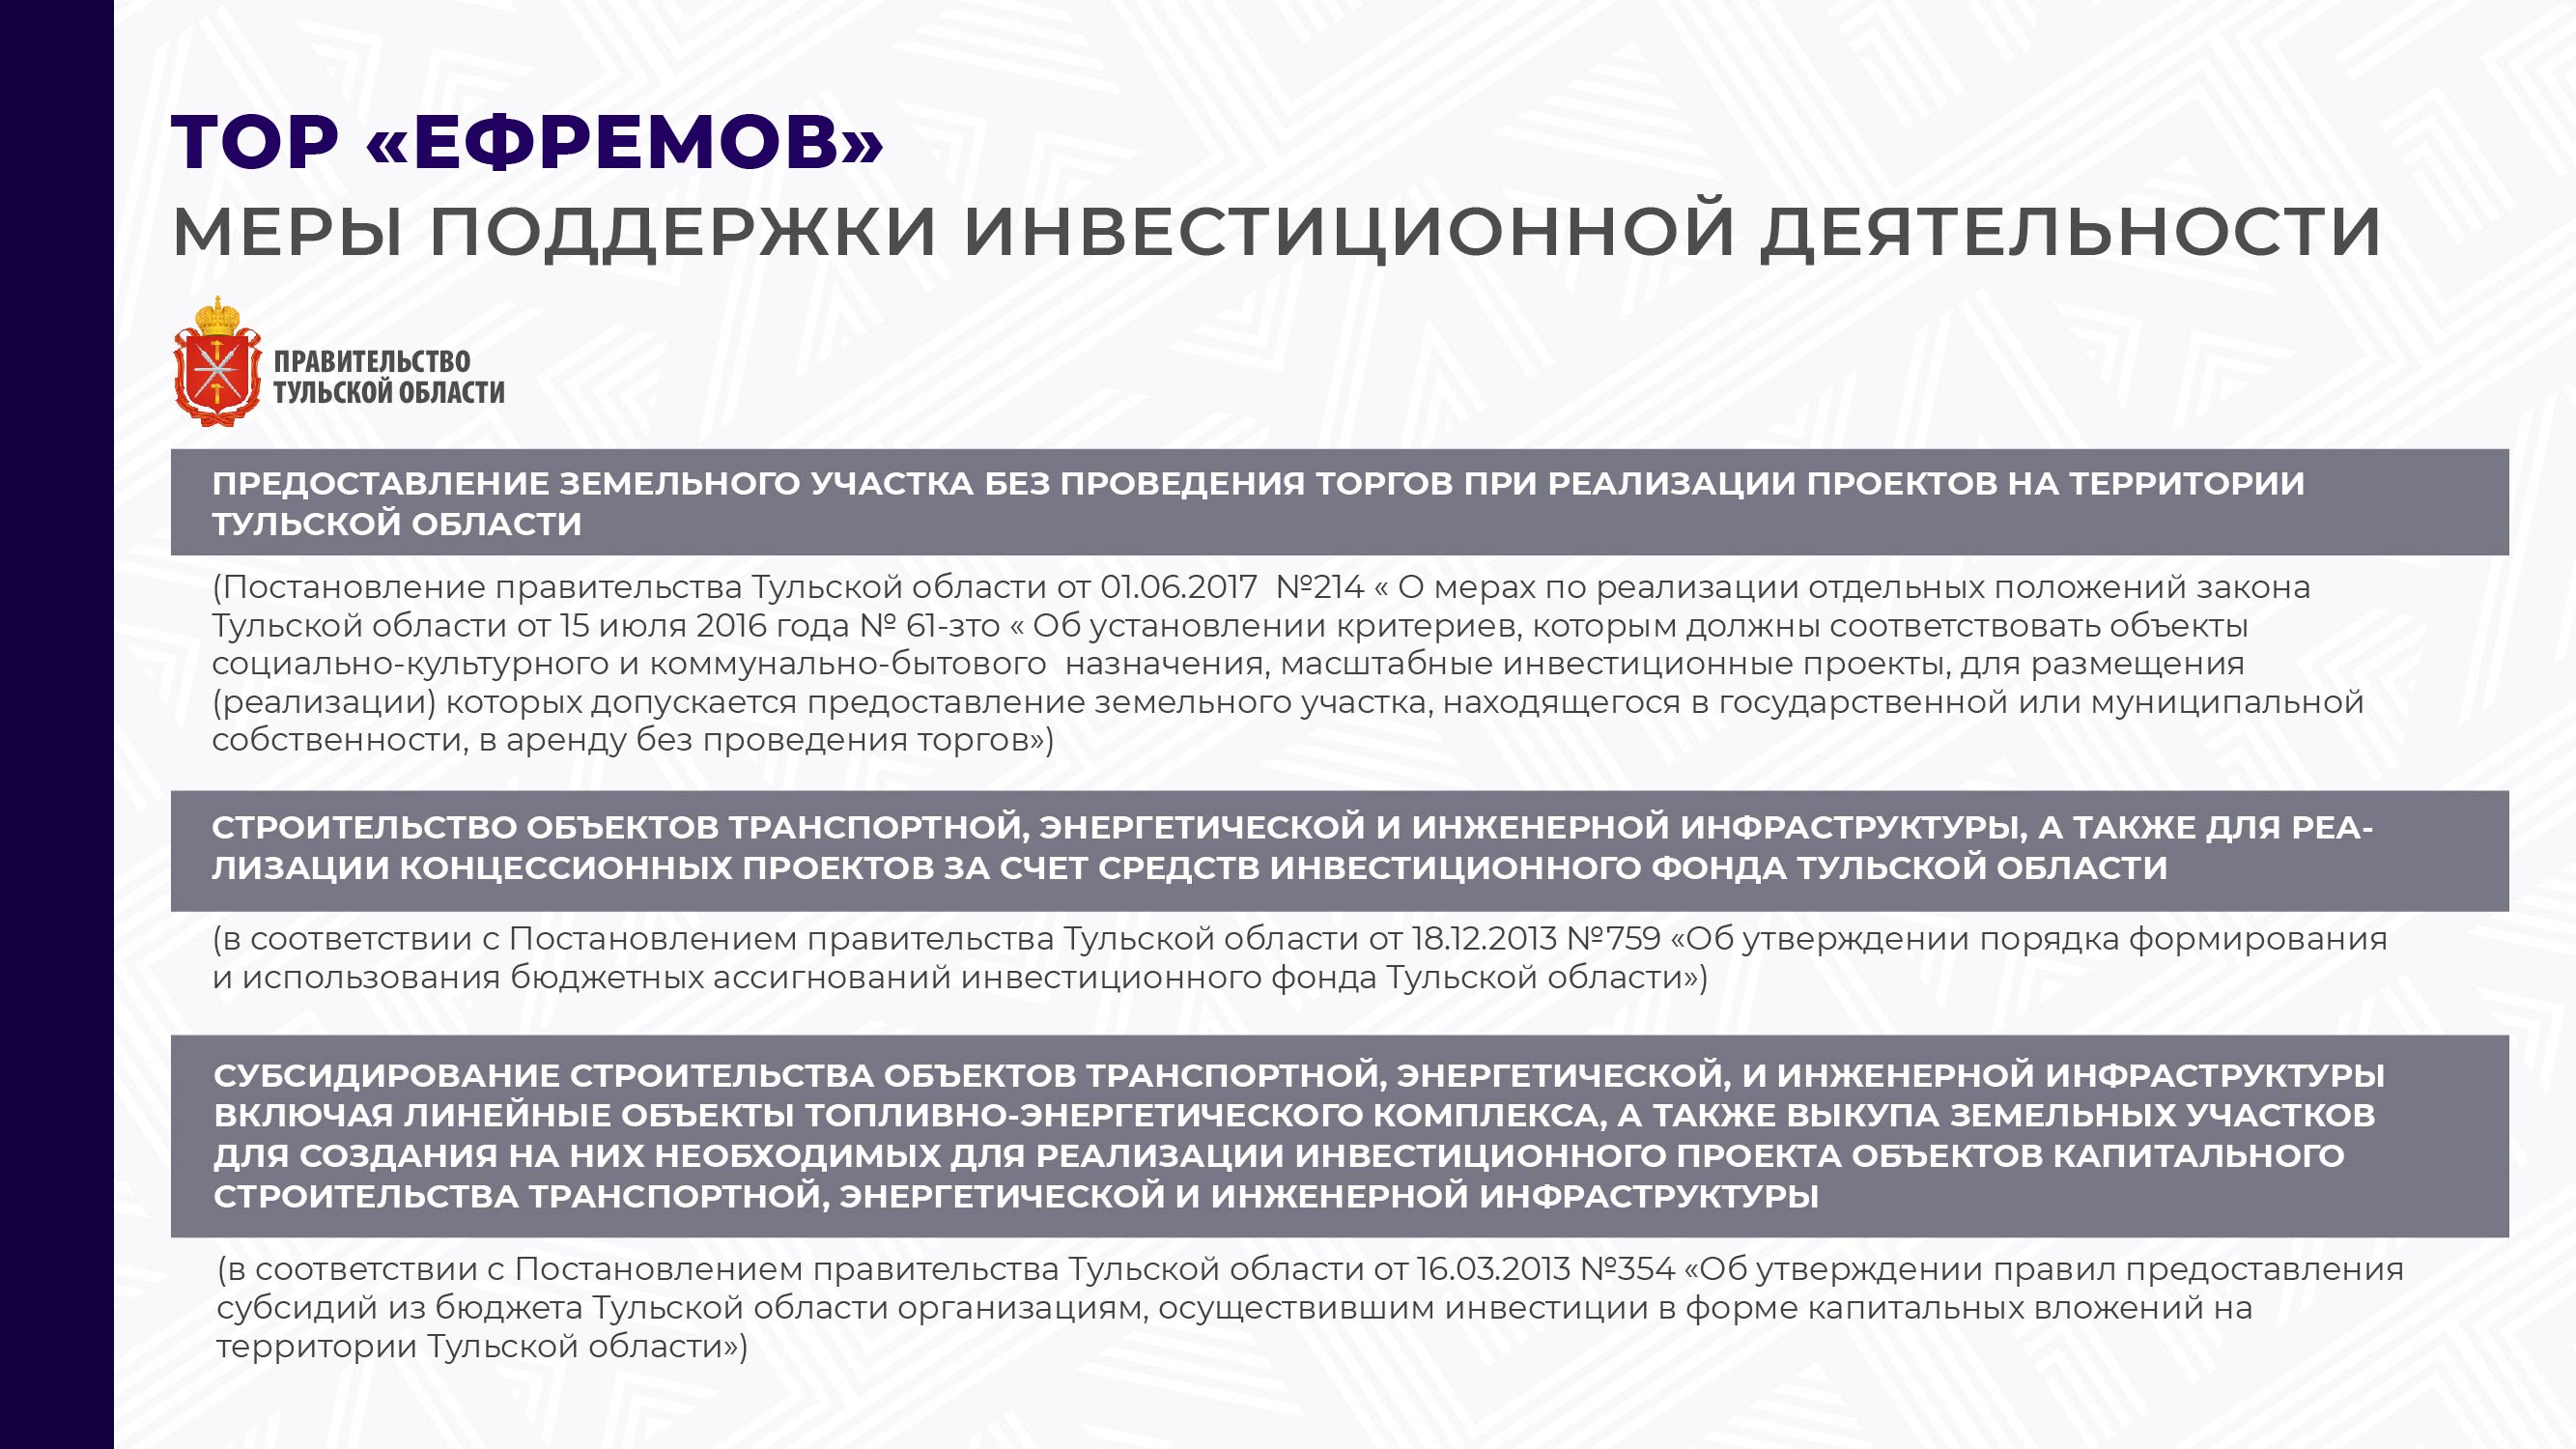 ТОР «ЕФРЕМОВ»
МЕРЫ ПОДДЕРЖКИ ИНВЕСТИЦИОННОЙ ДЕЯТЕЛЬНОСТИ
ПРАВИТЕЛЬСТВО
ТУЛЬСКОЙ ОБЛАСТИ
ПРЕДОСТАВЛЕНИЕ ЗЕМЕЛЬНОГО УЧАСТКА БЕЗ ПРОВЕДЕНИЯ ТОРГОВ ПРИ РЕАЛИЗАЦИИ ПРОЕКТОВ НА ТЕРРИТОРИИ
ТУЛЬСКОЙ ОБЛАСТИ
(Постановление правительства Тульской области от 01.06.2017 №214 « О мерах по реализации отдельных положений закона
Тульской области от 15 июля 2016 года № 61-зто « Об установлении критериев, которым должны соответствовать объекты
социально-культурного и коммунально-бытового назначения, масштабные инвестиционные проекты, для размещения
(реализации) которых допускается предоставление земельного участка, находящегося в государственной или муниципальной
собственности, в аренду без проведения торгов»)
СТРОИТЕЛЬСТВО ОБЪЕКТОВ ТРАНСПОРТНОЙ, ЭНЕРГЕТИЧЕСКОЙ И ИНЖЕНЕРНОЙ ИНФРАСТРУКТУРЫ, А ТАКЖЕ ДЛЯ РЕА-
ЛИЗАЦИИ КОНЦЕССИОННЫХ ПРОЕКТОВ ЗА СЧЕТ СРЕДСТВ ИНВЕСТИЦИОННОГО ФОНДА ТУЛЬСКОЙ ОБЛАСТИ
(в соответствии с Постановлением правительства Тульской области от 18.12.2013 №759 «Об утверждении порядка формирования
и использования бюджетных ассигнований инвестиционного фонда Тульской области»)
СУБСИДИРОВАНИЕ СТРОИТЕЛЬСТВА ОБЪЕКТОВ ТРАНСПОРТНОЙ, ЭНЕРГЕТИЧЕСКОЙ, И ИНЖЕНЕРНОЙ ИНФРАСТРУКТУРЫ
ВКЛЮЧАЯ ЛИНЕЙНЫЕ ОБЪЕКТЫ ТОПЛИВНО-ЭНЕРГЕТИЧЕСКОГО КОМПЛЕКСА, А ТАКЖЕ ВЫКУПА ЗЕМЕЛЬНЫХ УЧАСТКОВ
ДЛЯ СОЗДАНИЯ НА НИХ НЕОБХОДИМЫХ ДЛЯ РЕАЛИЗАЦИИ ИНВЕСТИЦИОННОГО ПРОЕКТА ОБЪЕКТОВ КАПИТАЛЬНОГО
СТРОИТЕЛЬСТВА ТРАНСПОРТНОЙ, ЭНЕРГЕТИЧЕСКОЙ И ИНЖЕНЕРНОЙ ИНФРАСТРУКТУРЫ
(в соответствии с Постановлением правительства Тульской области от 16.03.2013 №354 «Об утверждении правил предоставления
субсидий из бюджета Тульской области организациям, осуществившим инвестиции в форме капитальных вложений на
территории Тульской области»)